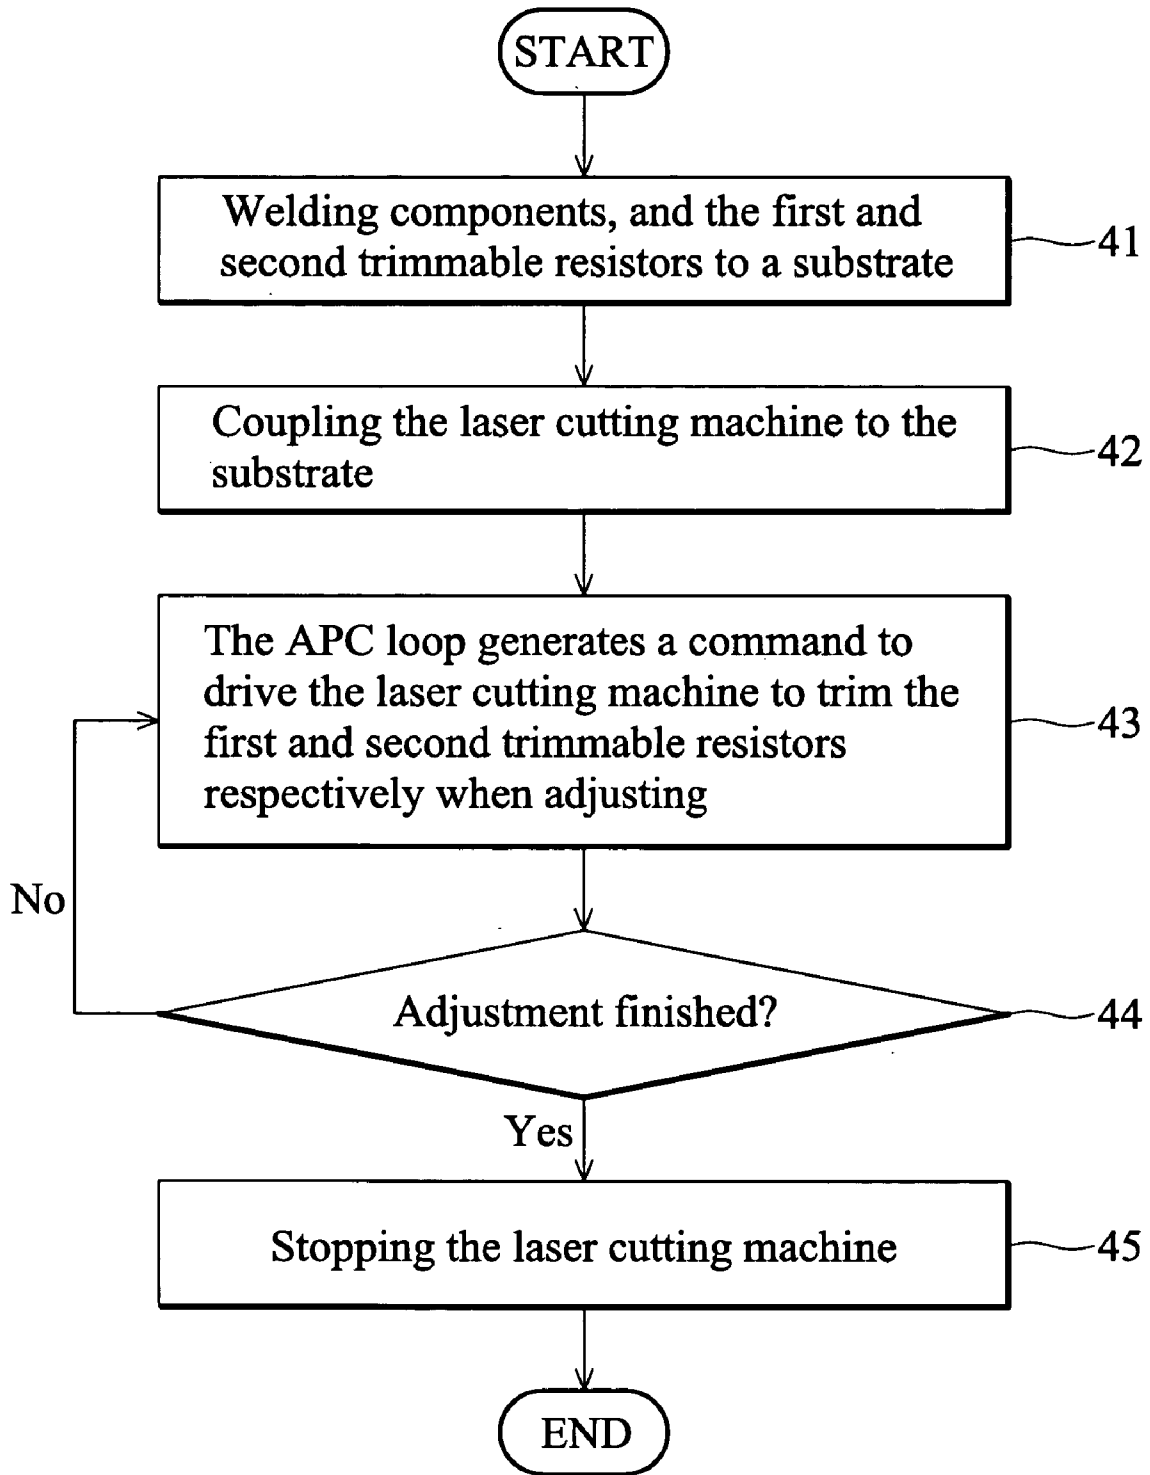 START
Welding components, and the first and
second trimmable resistors to a substrate
41
Coupling the laser cutting machine to the
substrate
42
The APC loop generates a command to
drive the laser cutting machine to trim the
first and second trimmable resistors
respectively when adjusting
43
No
Adjustment finished?
44
Yes
Stopping the laser cutting machine
45
END